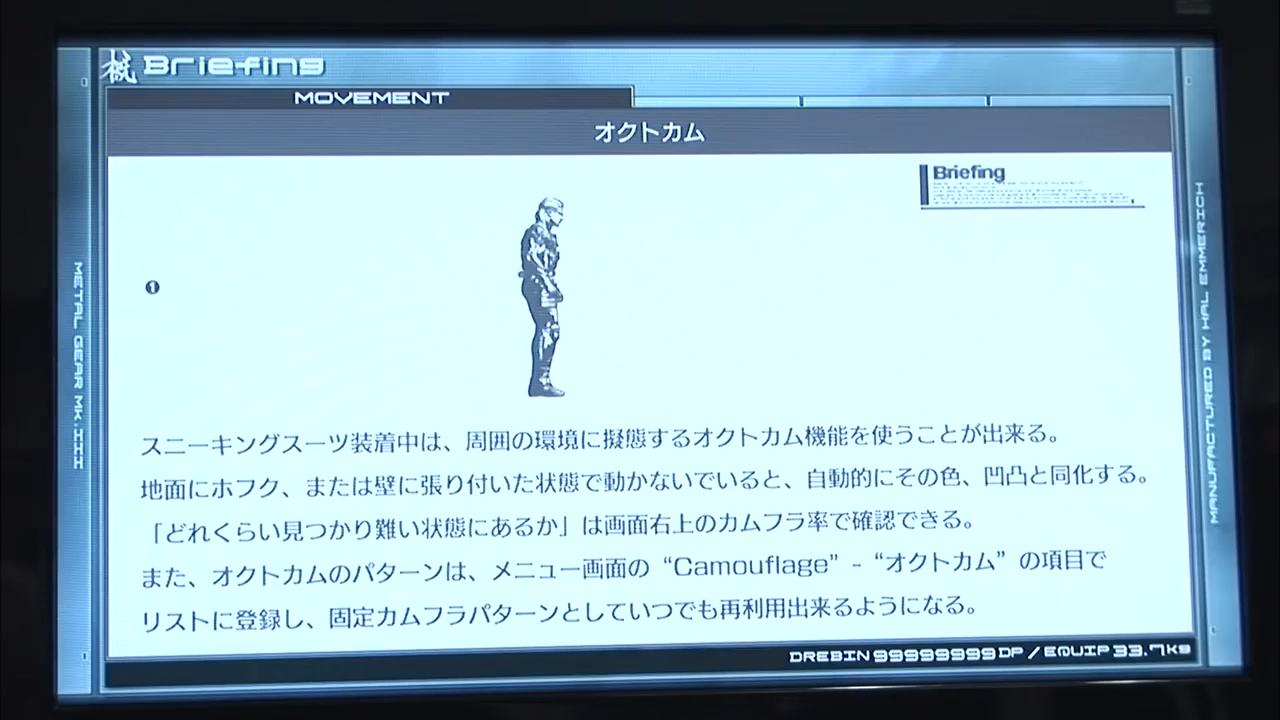 械 Briefing
MOVEMENT
オクトカム
Briefing
❶
スニーキングスーツ装着中は、周囲の環境に擬態するオクトカム機能を使うことが出来る。
地面にホフク、または壁に張り付いた状態で動かないでいると、自動的にその色、凹凸と同化する。
「どれくらい見つかり難い状態にあるか」は画面右上のカムフラ率で確認できる。
また、オクトカムのパターンは、メニュー画面の “Camouflage” - “オクトカム” の項目で
リストに登録し、固定カムフラパターンとしていつでも再利用出来るようになる。
DREBIN 99999999 DP / EQUIP 33.7kg
METAL GEAR Mk.III
MANUFACTURED BY HAL EMMERICH